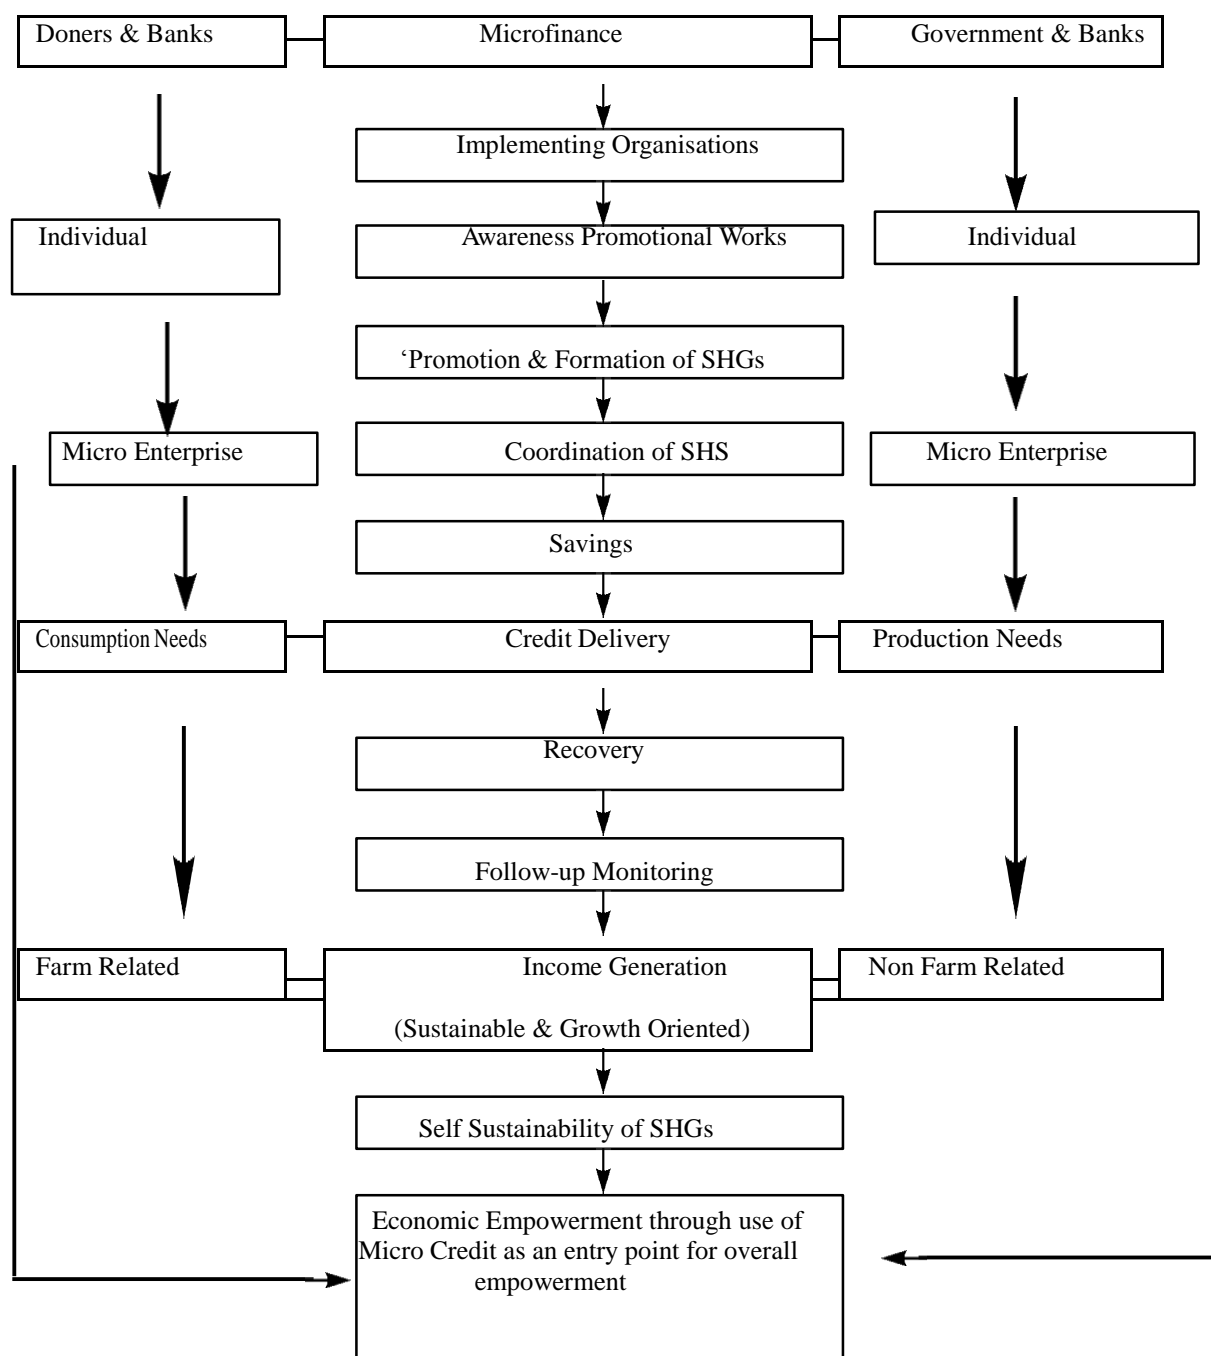 Doners & Banks
Microfinance
Government & Banks
Implementing Organisations
Individual
Awareness Promotional Works
Individual
‘Promotion & Formation of SHGs
Micro Enterprise
Coordination of SHS
Micro Enterprise
Savings
Consumption Needs
Credit Delivery
Production Needs
Recovery
Follow-up Monitoring
Farm Related
Income Generation
Non Farm Related
(Sustainable & Growth Oriented)
Self Sustainability of SHGs
Economic Empowerment through use of
Micro Credit as an entry point for overall
empowerment